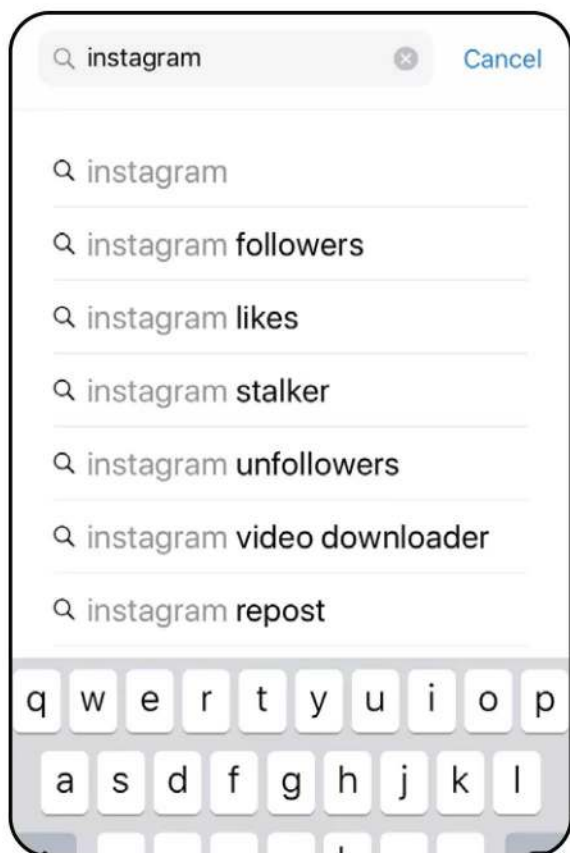 instagram Cancel
instagram
instagram followers
instagram likes
instagram stalker
instagram unfollowers
instagram video downloader
instagram repost
q w e r t y u i o p
a s d f g h j k l